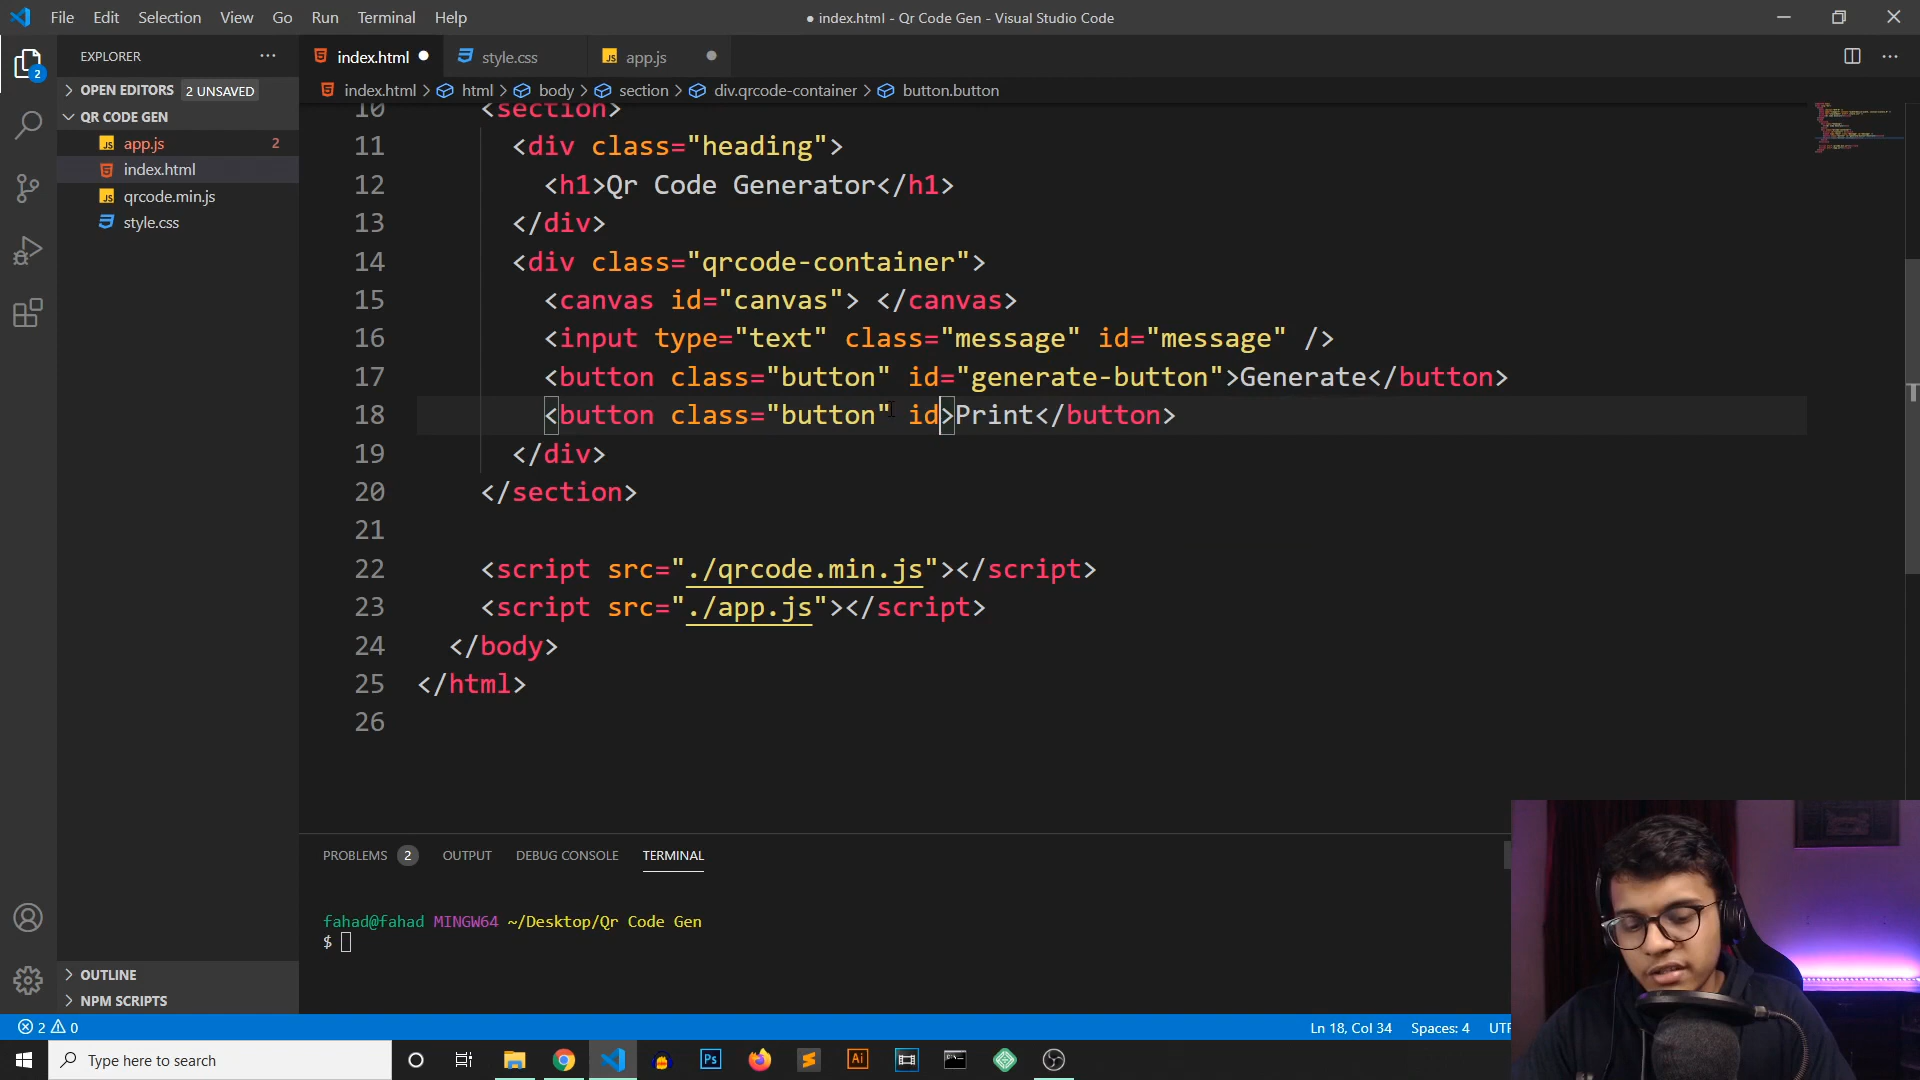 File Edit Selection View Go Run Terminal Help
● index.html - Qr Code Gen - Visual Studio Code
EXPLORER
index.html
style.css
app.js
OPEN EDITORS 2 UNSAVED
index.html > html > body > section > div.qrcode-container > button.button
QR CODE GEN
app.js 2
index.html
qrcode.min.js
style.css
10 <section>
11 <div class="heading">
12 <h1>Qr Code Generator</h1>
13 </div>
14 <div class="qrcode-container">
15 <canvas id="canvas"> </canvas>
16 <input type="text" class="message" id="message" />
17 <button class="button" id="generate-button">Generate</button>
18 <button class="button" id>Print</button>
19 </div>
20 </section>
21
22 <script src="./qrcode.min.js"></script>
23 <script src="./app.js"></script>
24 </body>
25 </html>
26
PROBLEMS 2 OUTPUT DEBUG CONSOLE TERMINAL
fahad@fahad MINGW64 ~/Desktop/Qr Code Gen
$
OUTLINE
NPM SCRIPTS
2 0
Ln 18, Col 34 Spaces: 4 UTF
Type here to search
Ps
Ai